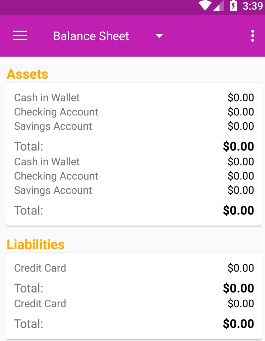 3:39
Balance Sheet
Assets
Cash in Wallet $0.00
Checking Account $0.00
Savings Account $0.00
Total: $0.00
Cash in Wallet $0.00
Checking Account $0.00
Savings Account $0.00
Total: $0.00
Liabilities
Credit Card $0.00
Total: $0.00
Credit Card $0.00
Total: $0.00